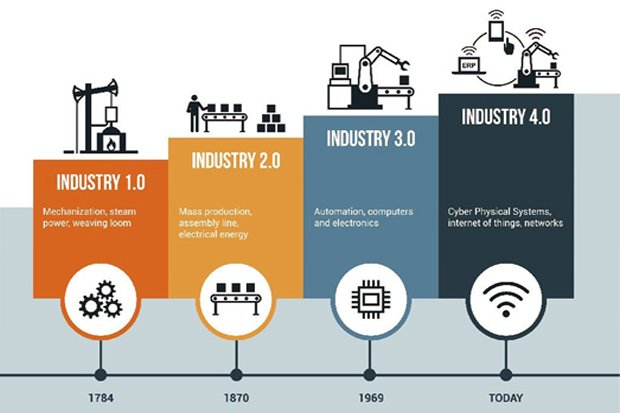 ERP
INDUSTRY 1.0
Mechanization, steam
power, weaving loom
INDUSTRY 2.0
Mass production,
assembly line,
electrical energy
INDUSTRY 3.0
Automation, computers
and electronics
INDUSTRY 4.0
Cyber Physical Systems,
internet of things, networks
1784
1870
1969
TODAY